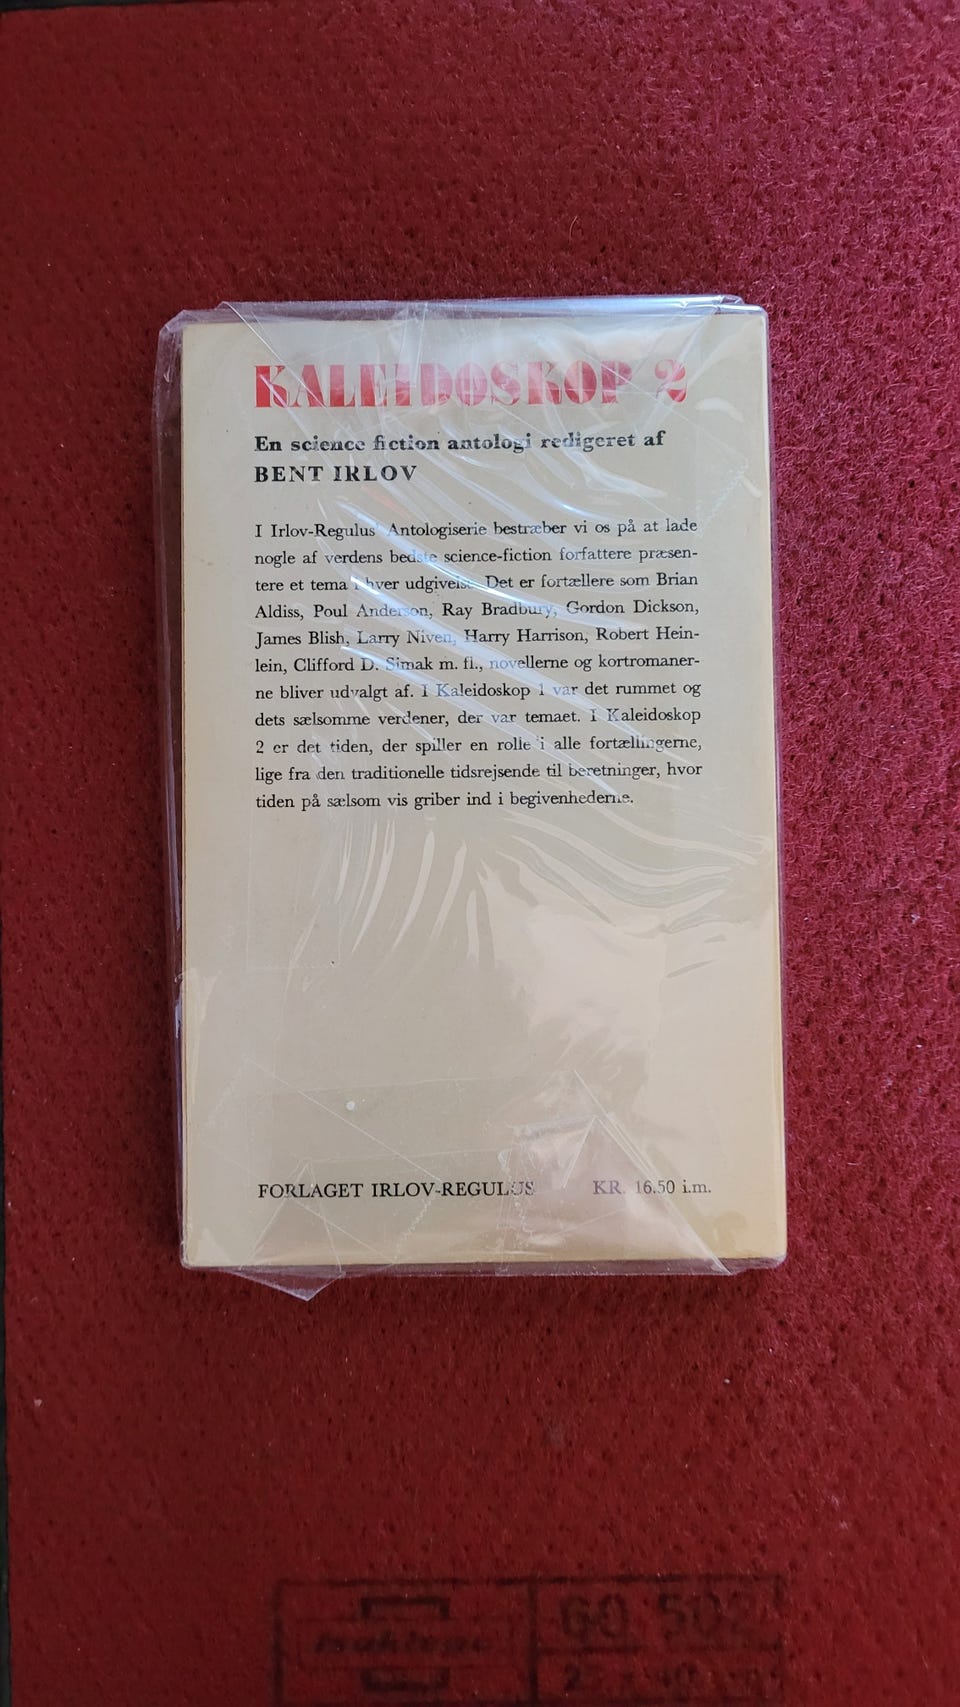 KALEIDOSKOP 2
En science fiction antologi redigeret af
BENT IRLOV
I Irlov-Regulus' Antologiserie bestræber vi os på at lade
nogle af verdens bedste science-fiction forfattere præsen-
tere et tema i hver udgivelse. Det er fortællere som Brian
Aldiss, Poul Anderson, Ray Bradbury, Gordon Dickson,
James Blish, Larry Niven, Harry Harrison, Robert Hein-
lein, Clifford D. Simak m. fl., novellerne og kortromaner-
ne bliver udvalgt af. I Kaleidoskop 1 var det rummet og
dets sælsomme verdener, der var temaet. I Kaleidoskop
2 er det tiden, der spiller en rolle i alle fortællingerne,
lige fra den traditionelle tidsrejsende til beretninger, hvor
tiden på sælsom vis griber ind i begivenhederne.
FORLAGET IRLOV-REGULUS KR. 16.50 i.m.
GO 502